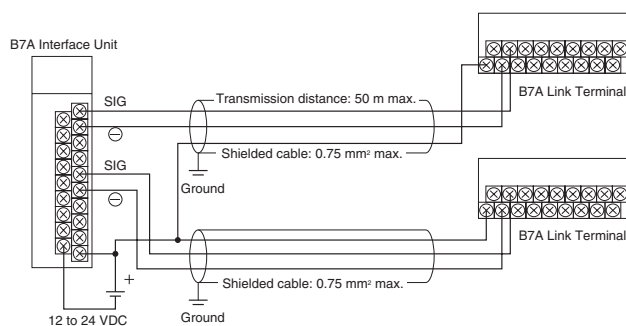 B7A Interface Unit
SIG
Transmission distance: 50 m max.
B7A Link Terminal
⊖
Shielded cable: 0.75 mm² max.
SIG
Ground
⊖
B7A Link Terminal
+
Shielded cable: 0.75 mm² max.
12 to 24 VDC
Ground